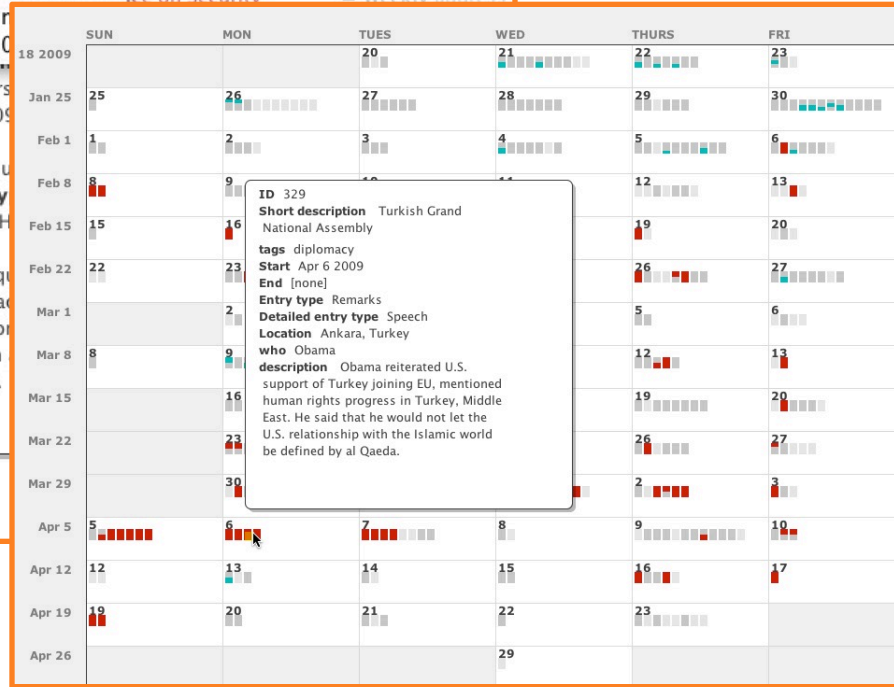 SUN MON TUES WED THURS FRI
18 2009 20 21 22 23
Jan 25 25 26 27 28 29 30
Feb 1 1 2 3 4 5 6
Feb 8 8 9 12 13
Feb 15 15 16 19 20
Feb 22 22 23 26 27
Mar 1 2 5 6
Mar 8 8 9 12 13
Mar 15 16 19 20
Mar 22 23 26 27
Mar 29 30 2 3
Apr 5 5 6 7 8 9 10
Apr 12 12 13 14 15 16 17
Apr 19 19 20 21 22 23
Apr 26 29
ID 329
Short description Turkish Grand
National Assembly
tags diplomacy
Start Apr 6 2009
End [none]
Entry type Remarks
Detailed entry type Speech
Location Ankara, Turkey
who Obama
description Obama reiterated U.S.
support of Turkey joining EU, mentioned
human rights progress in Turkey, Middle
East. He said that he would not let the
U.S. relationship with the Islamic world
be defined by al Qaeda.